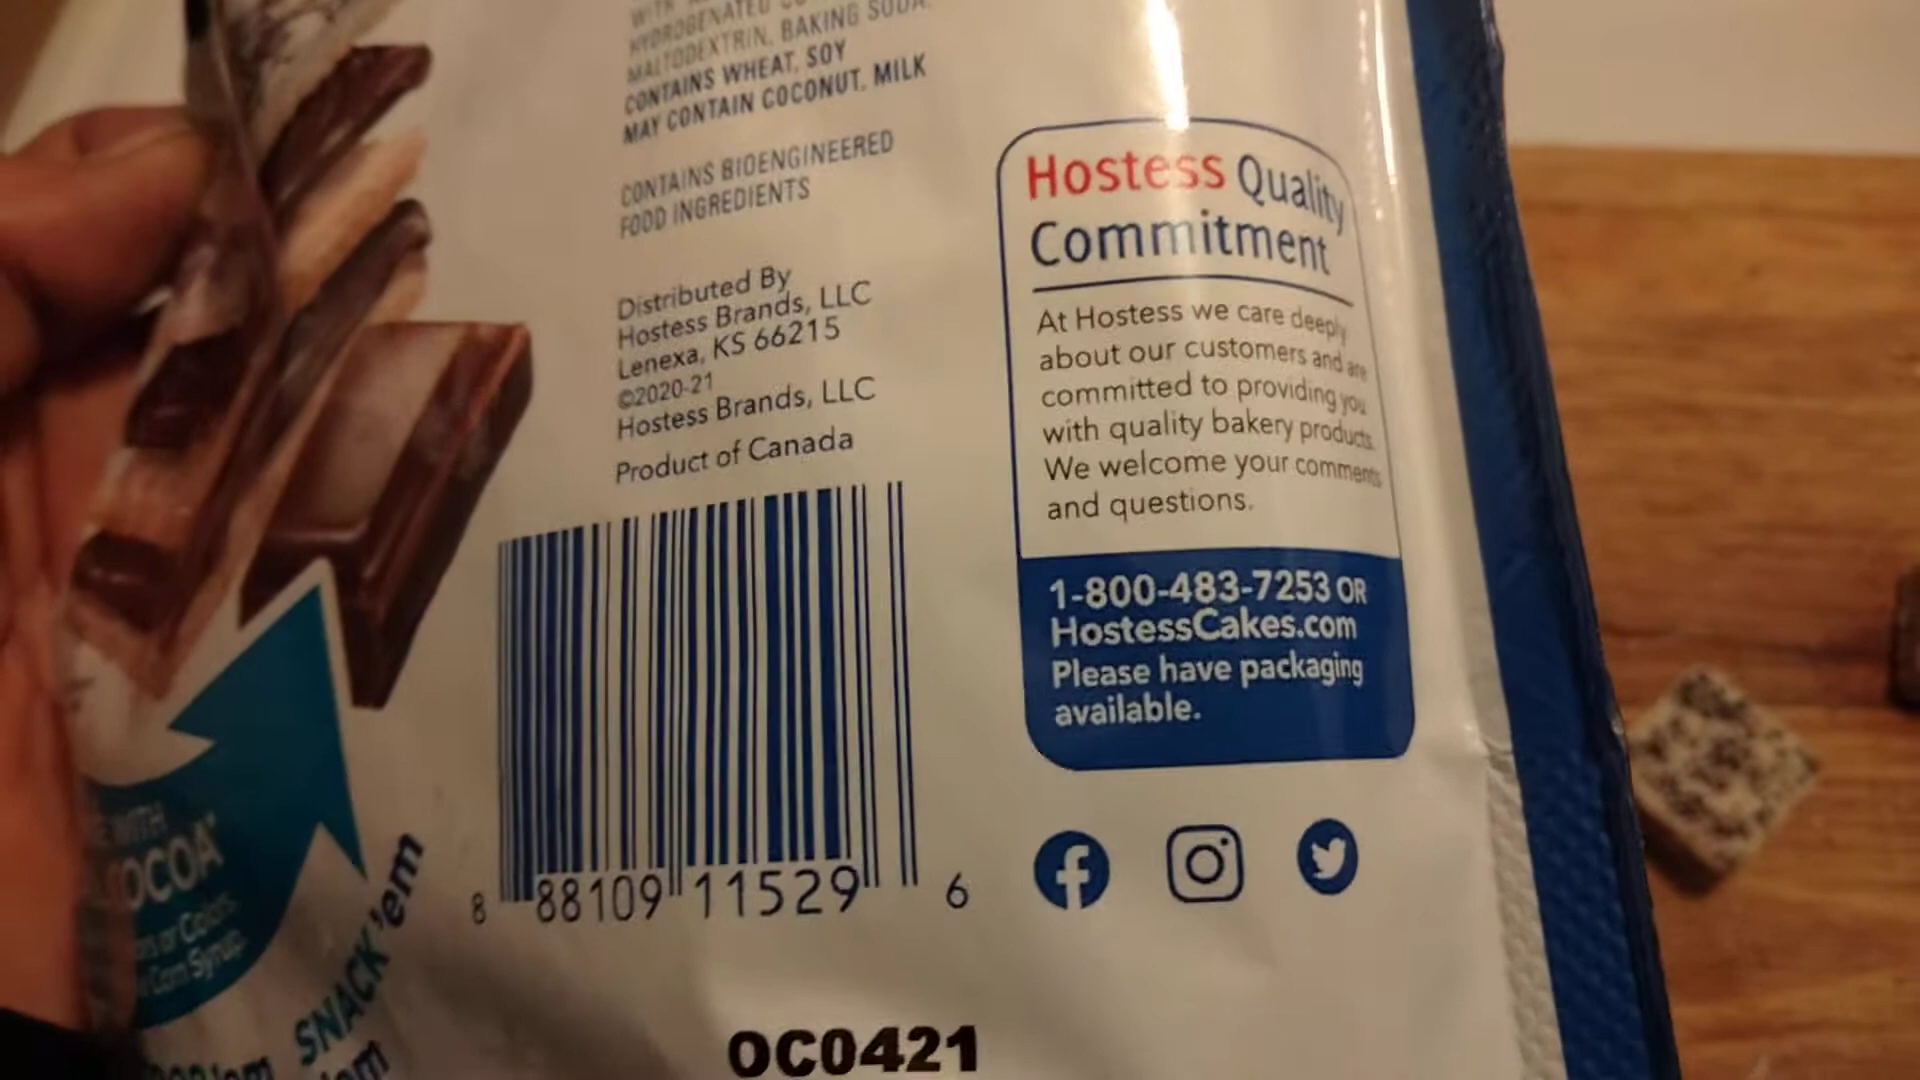 HYDROGENATED
MALTODEXTRIN, BAKING SODA,
CONTAINS WHEAT, SOY
MAY CONTAIN COCONUT, MILK
CONTAINS BIOENGINEERED
FOOD INGREDIENTS
Distributed By
Hostess Brands, LLC
Lenexa, KS 66215
©2020-21
Hostess Brands, LLC
Product of Canada
8 88109 11529 6
Hostess Quality
Commitment
At Hostess we care deeply
about our customers and are
committed to providing you
with quality bakery products.
We welcome your comments
and questions.
1-800-483-7253 OR
HostessCakes.com
Please have packaging
available.
COCOA*
or Colors
Corn Syrup
SNACK'em
OC0421